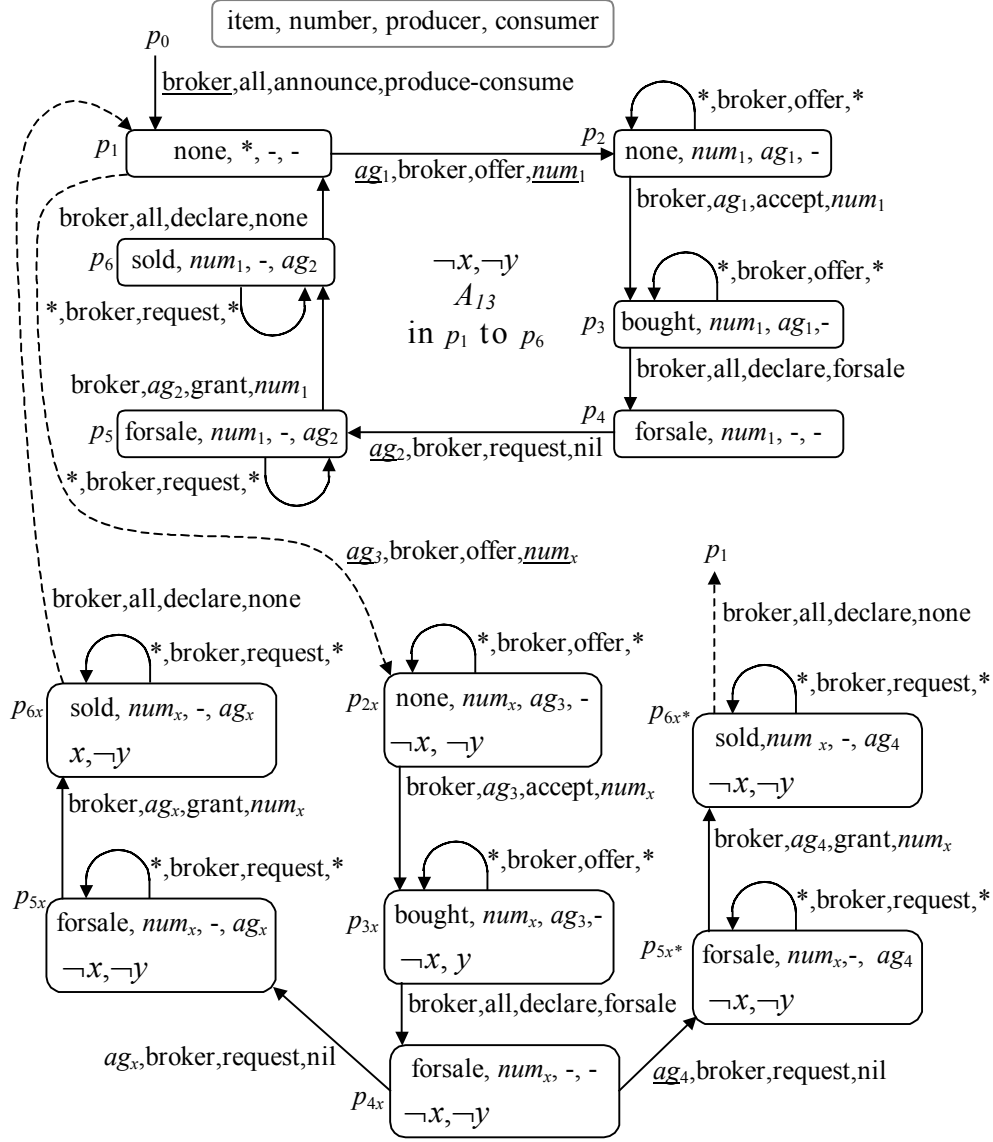 item, number, producer, consumer
p₀
broker,all,announce,produce-consume
p₁
none, *, -, -
ag₁,broker,offer,num₁
*,broker,offer,*
p₂
none, num₁, ag₁, -
broker,ag₁,accept,num₁
broker,all,declare,none
p₆
sold, num₁, -, ag₂
*,broker,request,*
¬x,¬y
A₁₃
in p₁ to p₆
*,broker,offer,*
p₃
bought, num₁, ag₁,-
broker,all,declare,forsale
broker,ag₂,grant,num₁
p₅
forsale, num₁, -, ag₂
*,broker,request,*
ag₂,broker,request,nil
p₄
forsale, num₁, -, -
ag₃,broker,offer,numₓ
p₁
broker,all,declare,none
broker,all,declare,none
*,broker,request,*
p₆ₓ
sold, numₓ, -, agₓ
x,¬y
*,broker,offer,*
p₂ₓ
none, numₓ, ag₃, -
¬x, ¬y
*,broker,request,*
p₆ₓ*
sold,numₓ, -, ag₄
¬x,¬y
broker,agₓ,grant,numₓ
broker,ag₃,accept,numₓ
broker,ag₄,grant,numₓ
*,broker,request,*
p₅ₓ
forsale, numₓ, -, agₓ
¬x,¬y
*,broker,offer,*
p₃ₓ
bought, numₓ, ag₃,-
¬x, y
*,broker,request,*
p₅ₓ*
forsale, numₓ,-, ag₄
¬x,¬y
broker,all,declare,forsale
agₓ,broker,request,nil
p₄ₓ
forsale, numₓ, -, -
¬x,¬y
ag₄,broker,request,nil